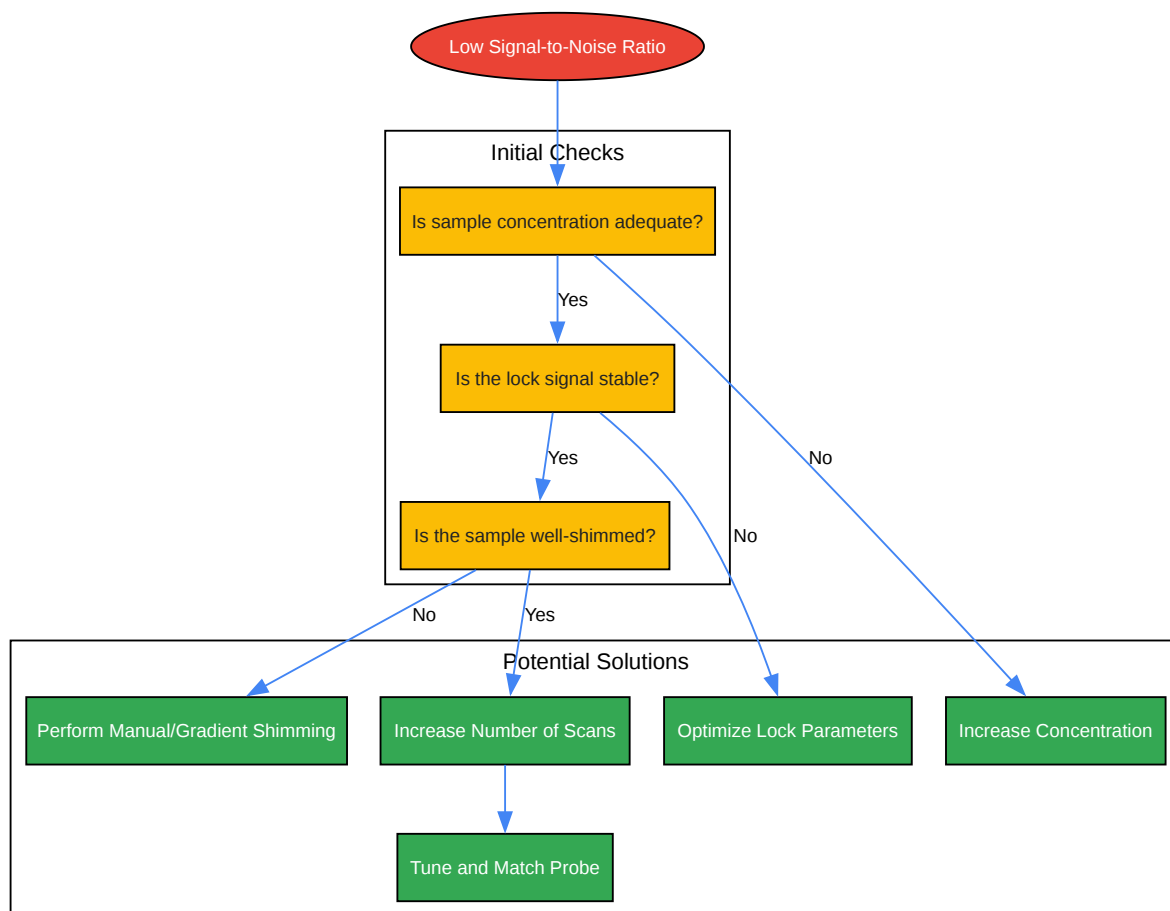 Low Signal-to-Noise Ratio
Initial Checks
Is sample concentration adequate?
Yes
Is the lock signal stable?
Yes
No
Is the sample well-shimmed?
No
No
Yes
Potential Solutions
Perform Manual/Gradient Shimming
Increase Number of Scans
Optimize Lock Parameters
Increase Concentration
Tune and Match Probe